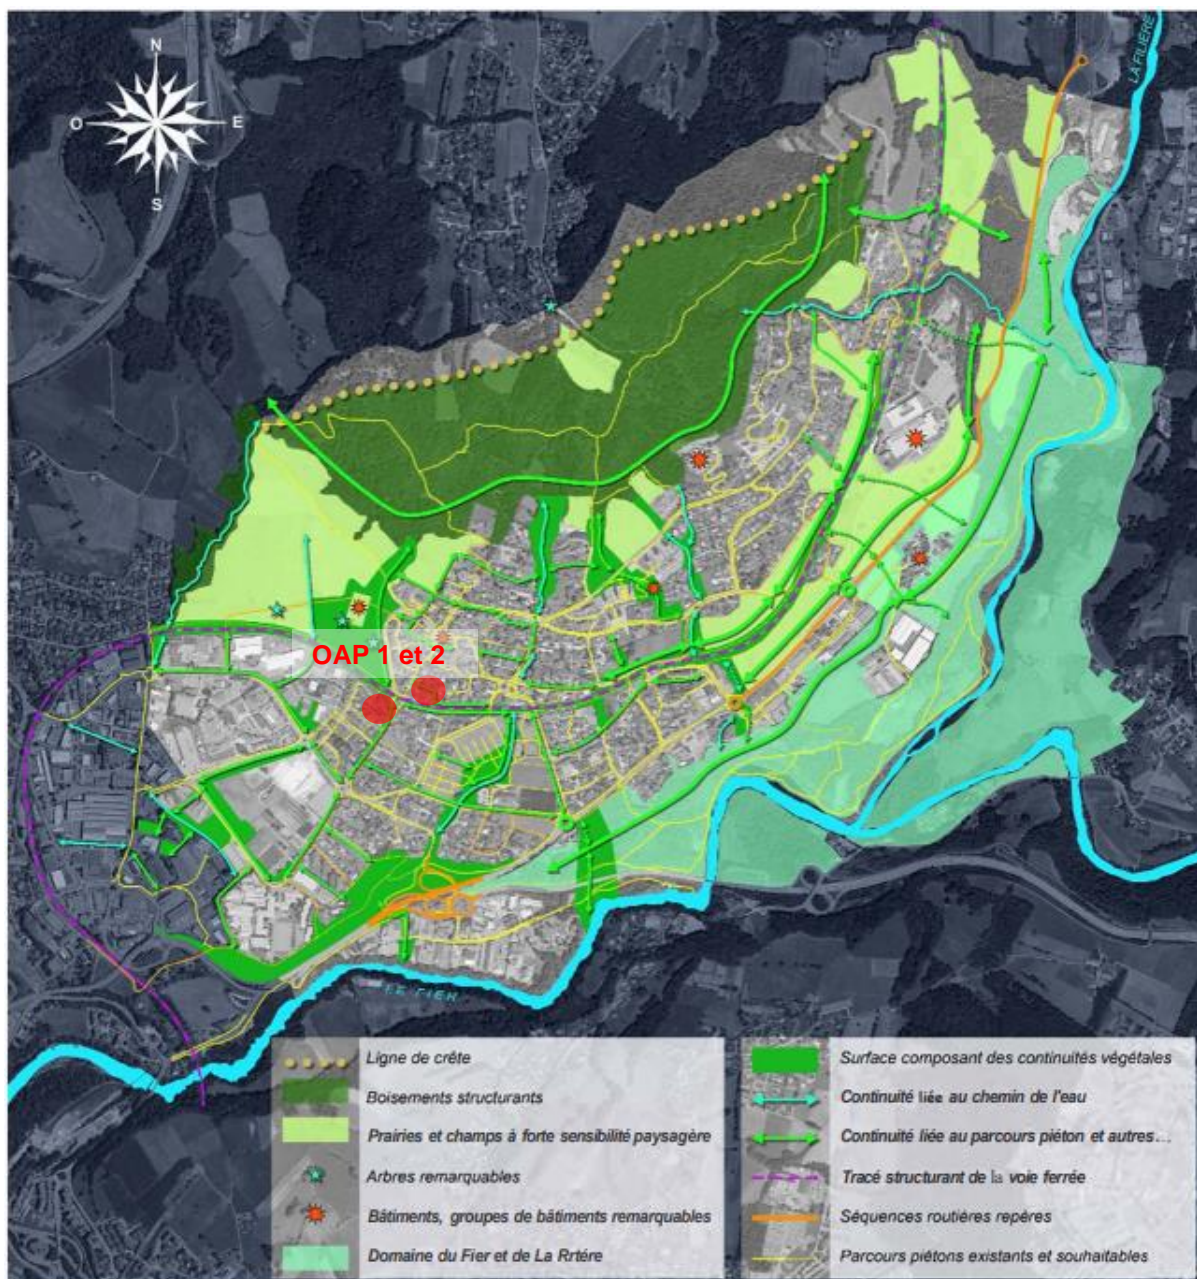 N
O
E
S
LA FILIERE
OAP 1 et 2
LE FIER
Ligne de crête
Boisements structurants
Prairies et champs à forte sensibilité paysagère
Arbres remarquables
Bâtiments, groupes de bâtiments remarquables
Domaine du Fier et de La Rrtére
Surface composant des continuités végétales
Continuité liée au chemin de l'eau
Continuité liée au parcours piéton et autres...
Tracé structurant de la voie ferrée
Séquences routières repères
Parcours piétons existants et souhaitables